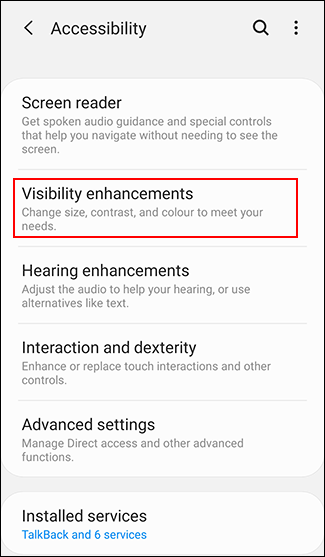 Accessibility
Screen reader
Get spoken audio guidance and special controls
that help you navigate without needing to see the
screen.
Visibility enhancements
Change size, contrast, and colour to meet your
needs.
Hearing enhancements
Adjust the audio to help your hearing, or use
alternatives like text.
Interaction and dexterity
Enhance or replace touch interactions and other
controls.
Advanced settings
Manage Direct access and other advanced
functions.
Installed services
TalkBack and 6 services